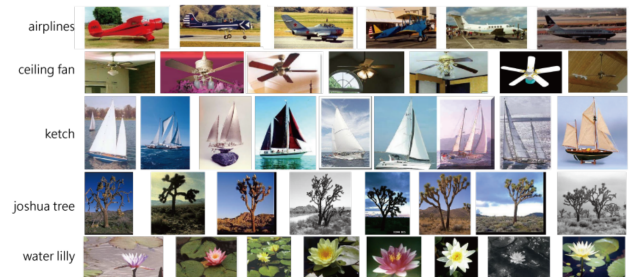 airplines
ceiling fan
ketch
joshua tree
water lilly